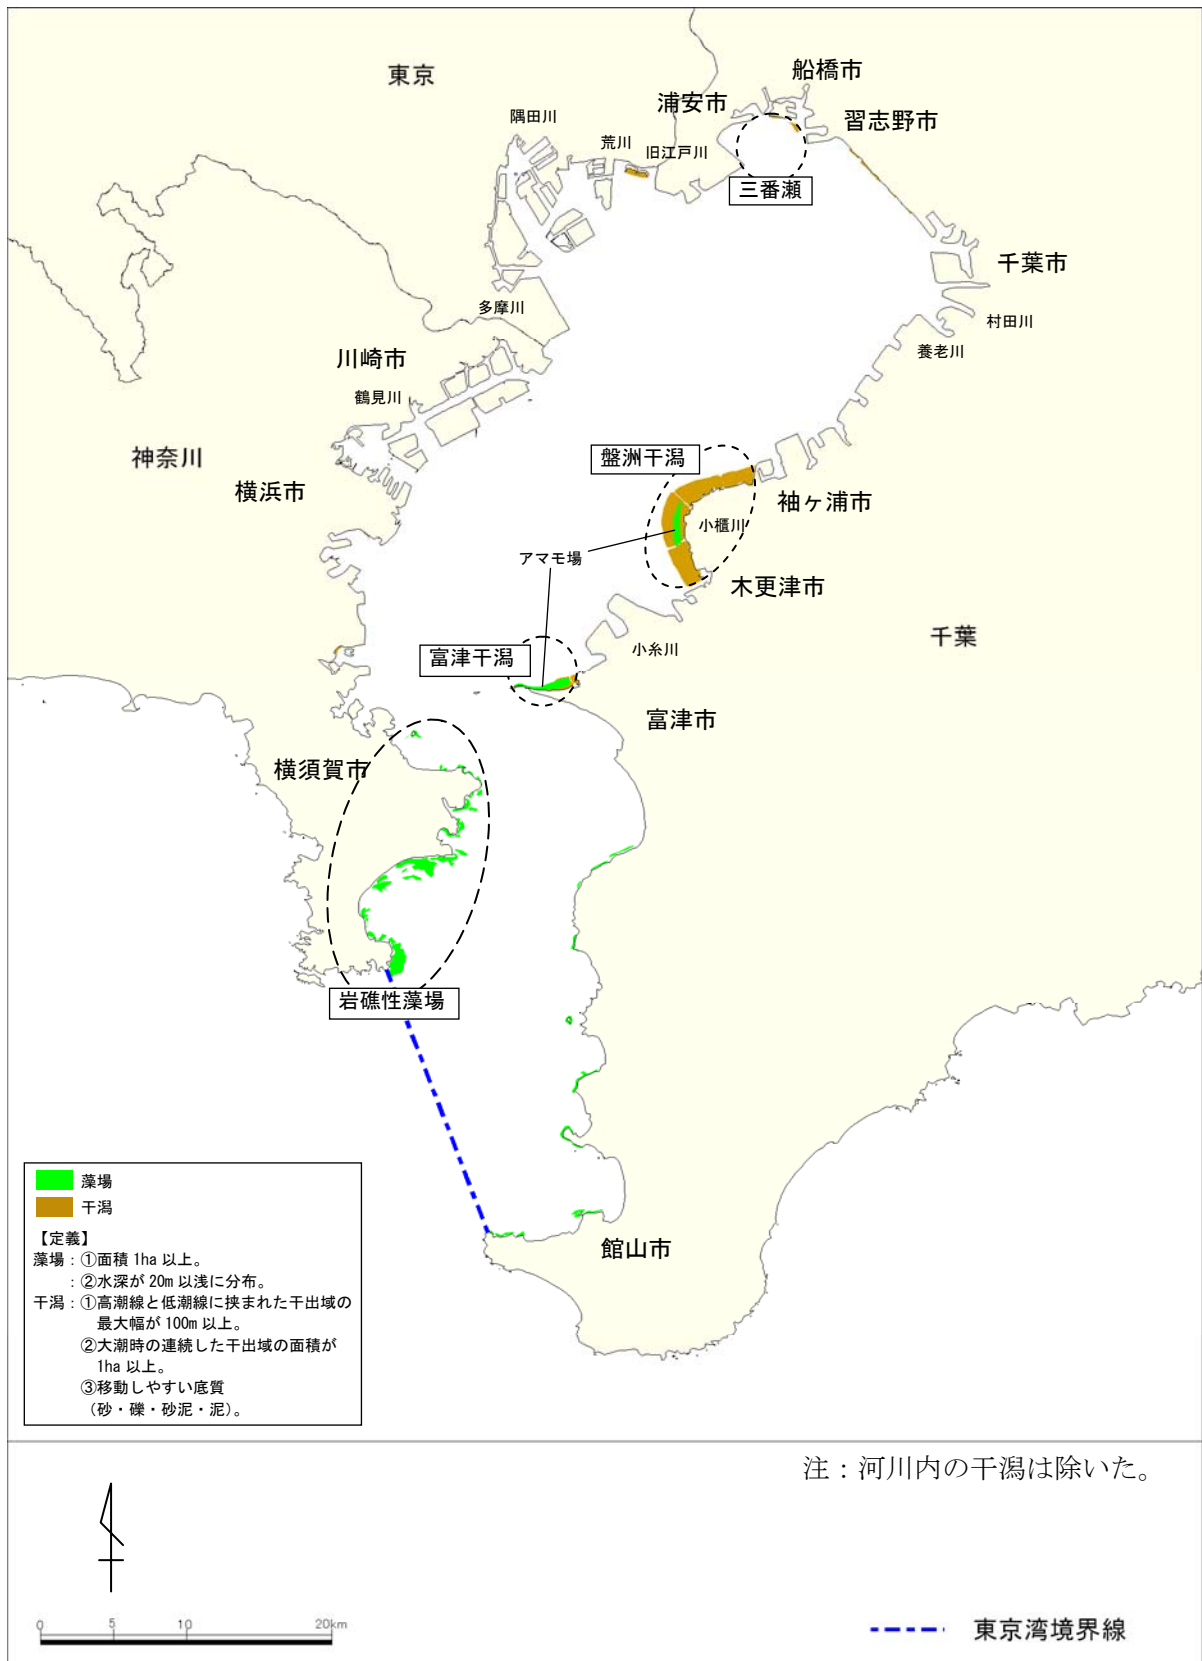 東京
船橋市
浦安市
習志野市
隅田川
荒川
旧江戸川
三番瀬
千葉市
多摩川
村田川
養老川
川崎市
鶴見川
神奈川
横浜市
盤洲干潟
袖ヶ浦市
小櫃川
アマモ場
木更津市
千葉
小糸川
富津干潟
富津市
横須賀市
岩礁性藻場
館山市
藻場
干潟
【定義】
藻場：①面積 1ha 以上。
：②水深が 20m 以浅に分布。
干潟：①高潮線と低潮線に挟まれた干出域の
最大幅が 100m 以上。
②大潮時の連続した干出域の面積が
1ha 以上。
③移動しやすい底質
（砂・礫・砂泥・泥）。
注：河川内の干潟は除いた。
0 5 10 20km
東京湾境界線